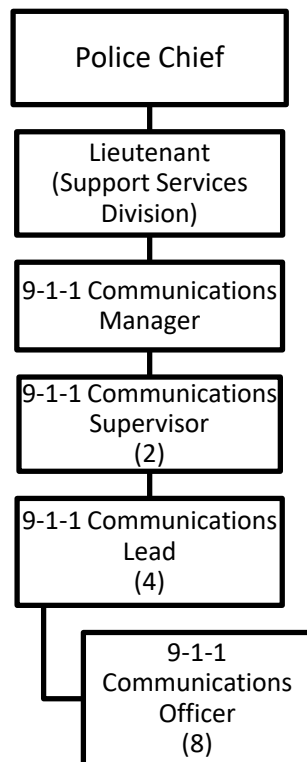 Police Chief
Lieutenant
(Support Services
Division)
9-1-1 Communications
Manager
9-1-1 Communications
Supervisor
(2)
9-1-1 Communications
Lead
(4)
9-1-1
Communications
Officer
(8)